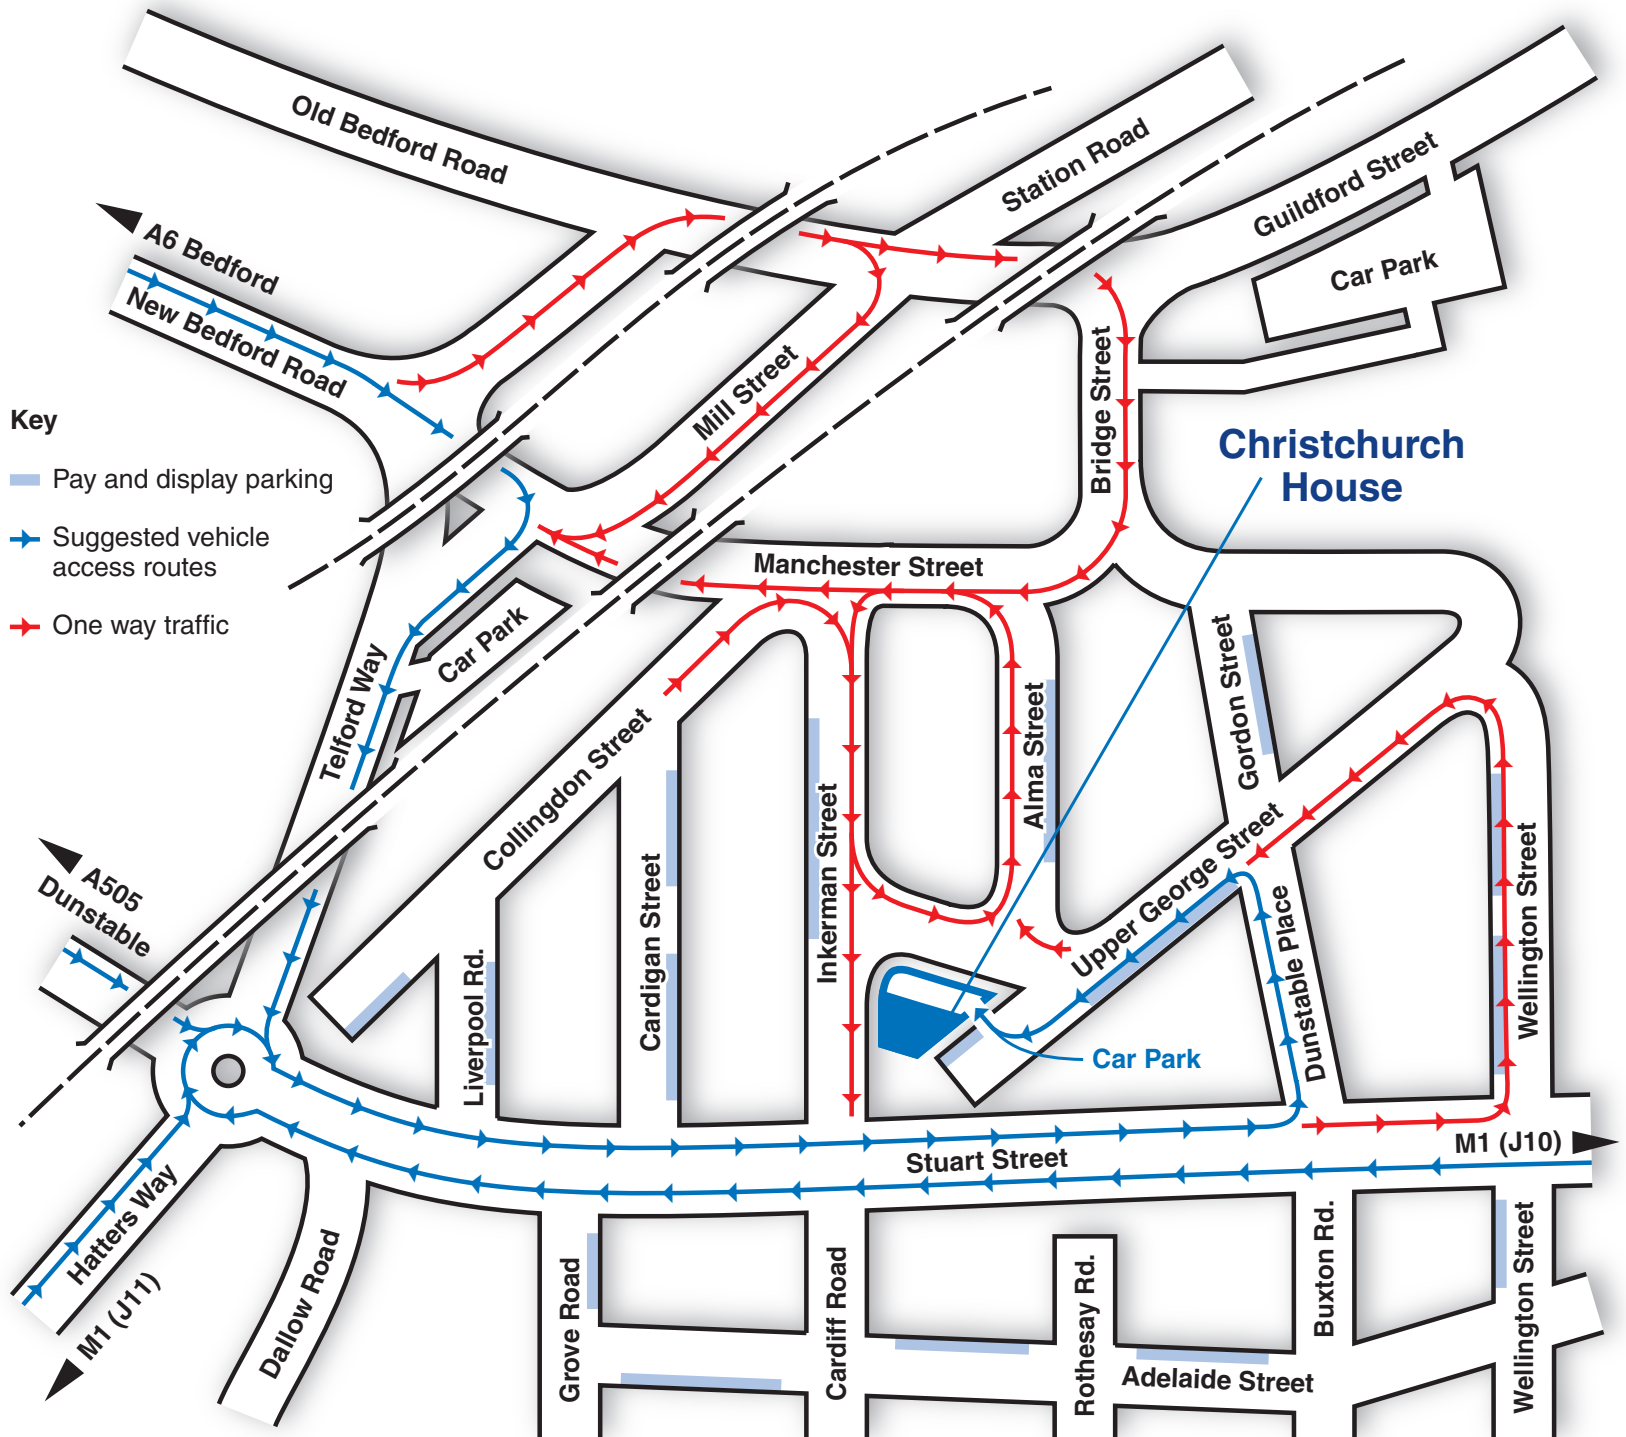 Old Bedford Road
Station Road
Guildford Street
Car Park
A6 Bedford
New Bedford Road
Key
Pay and display parking
Suggested vehicle
access routes
One way traffic
Mill Street
Bridge Street
Christchurch
House
Manchester Street
Car Park
Telford Way
Gordon Street
Collingdon Street
Alma Street
Inkerman Street
Upper George Street
A505
Dunstable
Cardigan Street
Liverpool Rd.
Dunstable Place
Wellington Street
Car Park
Stuart Street
M1 (J10)
Hatters Way
M1 (J11)
Dallow Road
Grove Road
Cardiff Road
Rothesay Rd.
Buxton Rd.
Adelaide Street
Wellington Street